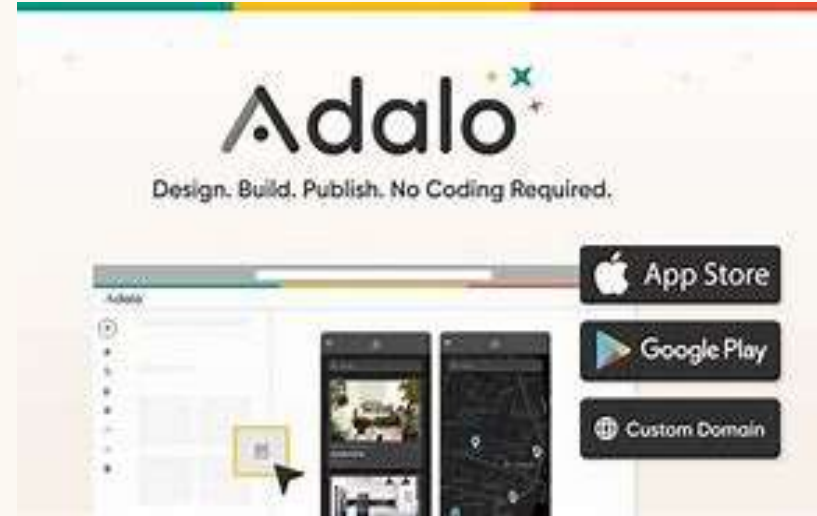 Adalo
Design. Build. Publish. No Coding Required.
Adalo
App Store
Google Play
Custom Domain